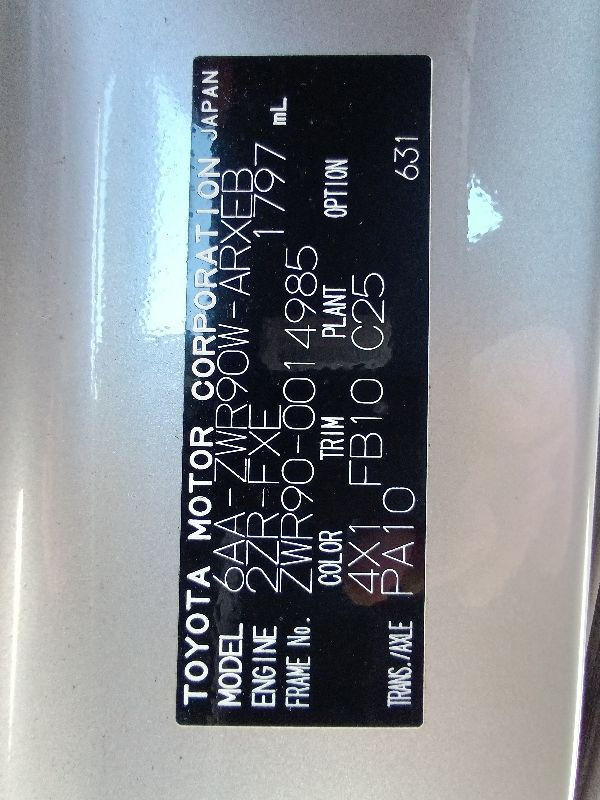 TOYOTA MOTOR CORPORATION JAPAN
MODEL 6AA-ZWR90W-ARXEB
ENGINE 2ZR-FXE 1797 mL
FRAME No. ZWR90-0014985
COLOR TRIM PLANT OPTION
4X1 FB10 C25
TRANS./AXLE PA10 631